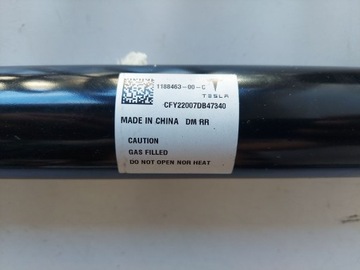 1188463-00-C
TESLA
CFY22007DB47340
MADE IN CHINA DM RR
CAUTION
GAS FILLED
DO NOT OPEN NOR HEAT